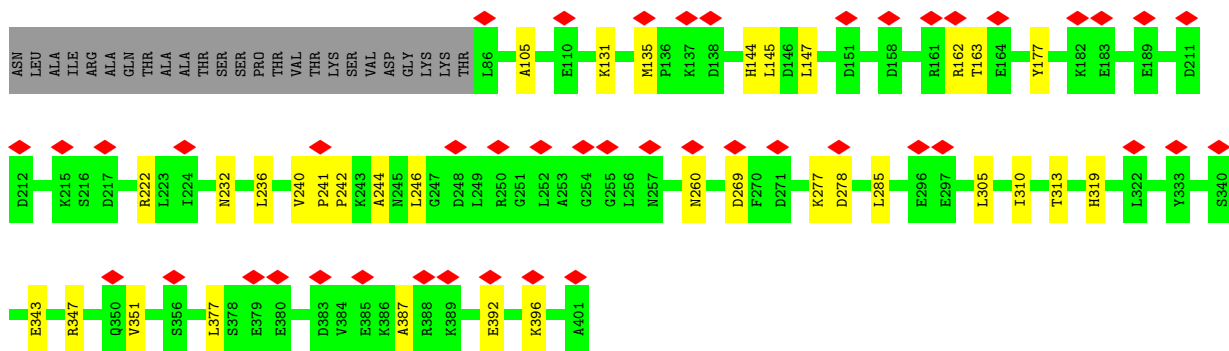 ASN LEU ALA ALA ILE ARG ALA GLN THR ALA ALA THR SER SER PRO THR VAL THR LYS SER VAL ASP GLY LYS LYS THR L86 A105 E110 K131 M135 P136 K137 D138 H144 L145 D146 L147 D151 D158 R161 R162 T163 E164 Y177 K182 E183 E189 D211
D212 K215 S216 D217 R222 L223 I224 N232 L236 V240 P241 P242 K243 A244 N245 L246 G247 D248 L249 R250 G251 L252 A253 G254 G255 L256 N257 N260 D269 F270 D271 K277 D278 L285 E296 E297 L305 I310 T313 H319 L322 Y333 S340
E343 R347 Q350 V351 S356 L377 S378 E379 E380 D383 V384 E385 K386 A387 R388 K389 E392 K396 A401